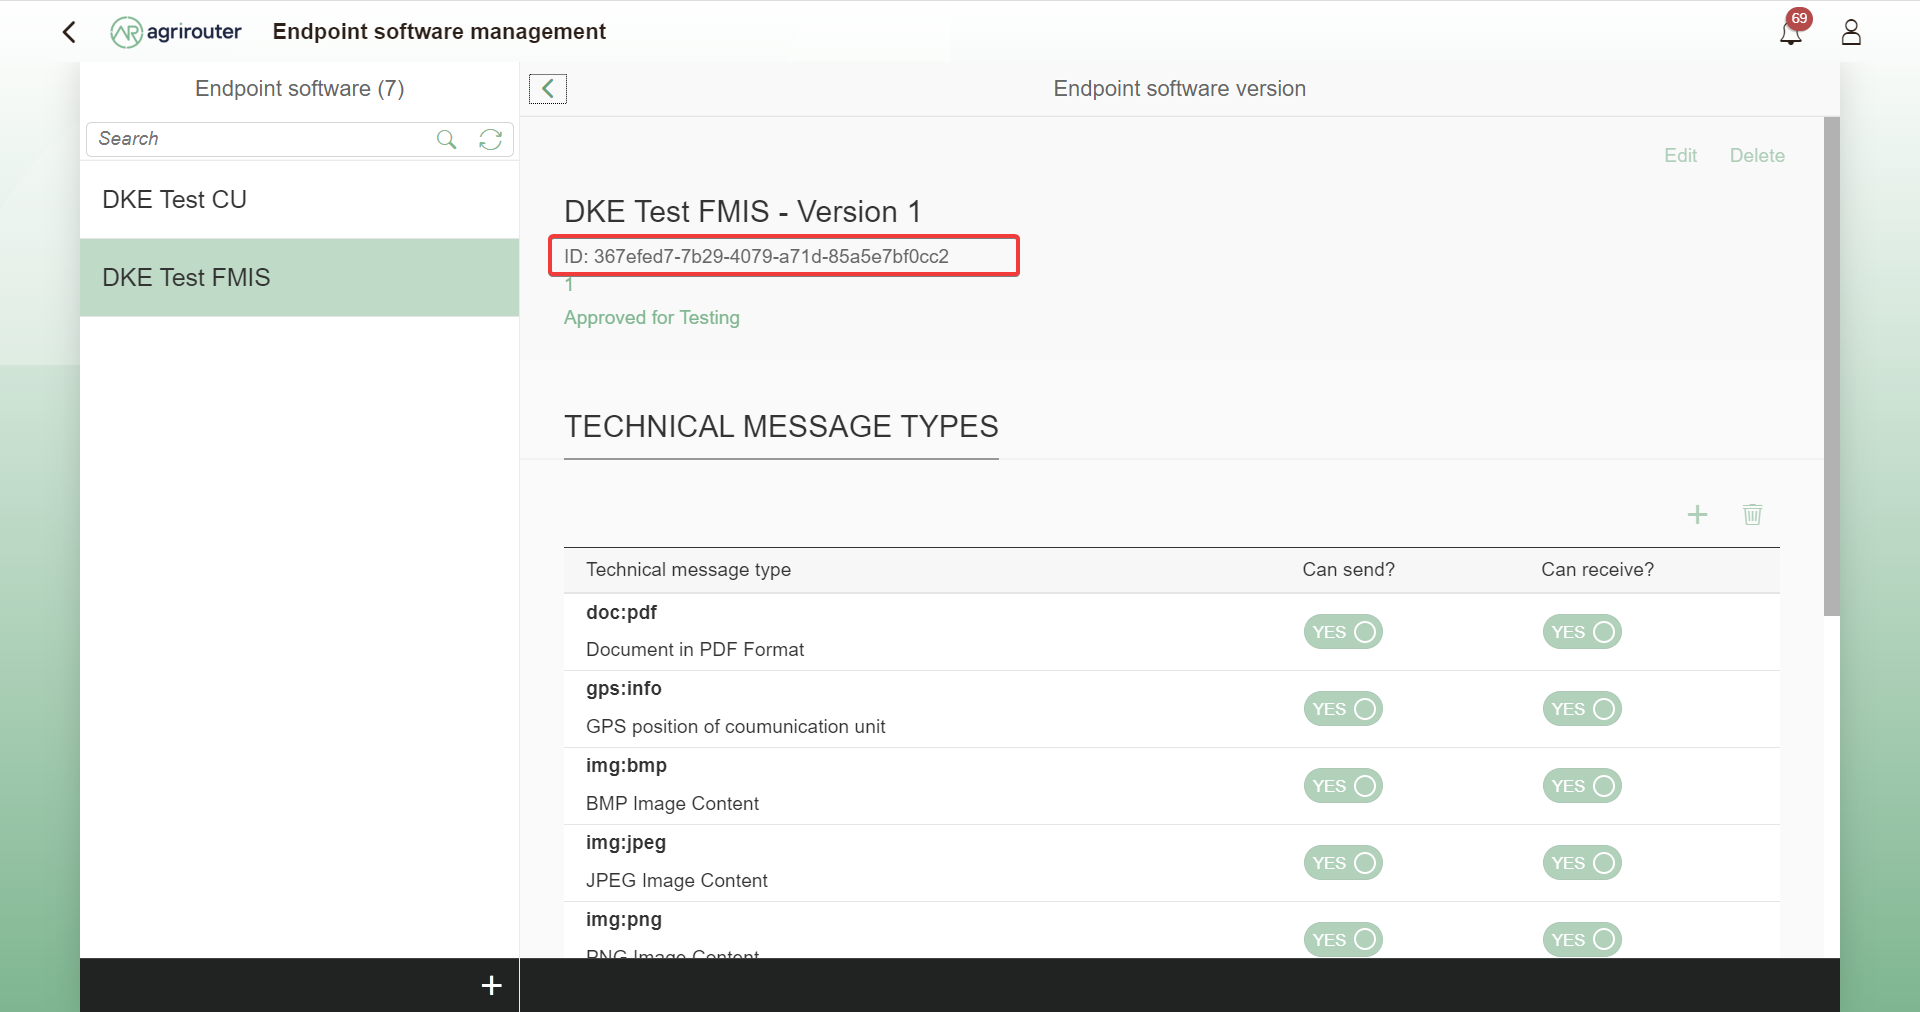 AR agrirouter Endpoint software management 69
Endpoint software (7)
Search
DKE Test CU
DKE Test FMIS
Endpoint software version
Edit Delete
DKE Test FMIS - Version 1
ID: 367efed7-7b29-4079-a71d-85a5e7bf0cc2
1
Approved for Testing
TECHNICAL MESSAGE TYPES
Technical message type Can send? Can receive?
doc:pdf
Document in PDF Format YES YES
gps:info
GPS position of coumunication unit YES YES
img:bmp
BMP Image Content YES YES
img:jpeg
JPEG Image Content YES YES
img:png
PNG Image Content YES YES